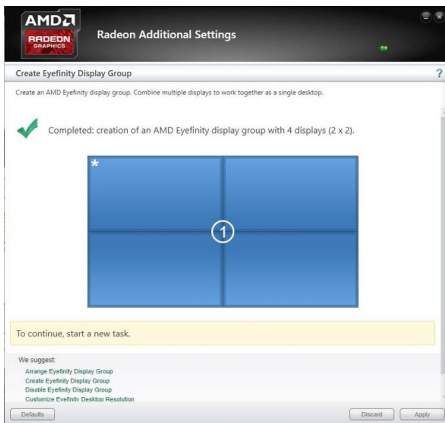 AMD
RADEON
GRAPHICS
Radeon Additional Settings
Create Eyefinity Display Group
?
Create an AMD Eyefinity display group. Combine multiple displays to work together as a single desktop.
Completed: creation of an AMD Eyefinity display group with 4 displays (2 x 2).
*
1
To continue, start a new task.
We suggest:
Arrange Eyefinity Display Group
Create Eyefinity Display Group
Disable Eyefinity Display Group
Customize Eyefinity Desktop Resolution
Defaults
Discard
Apply